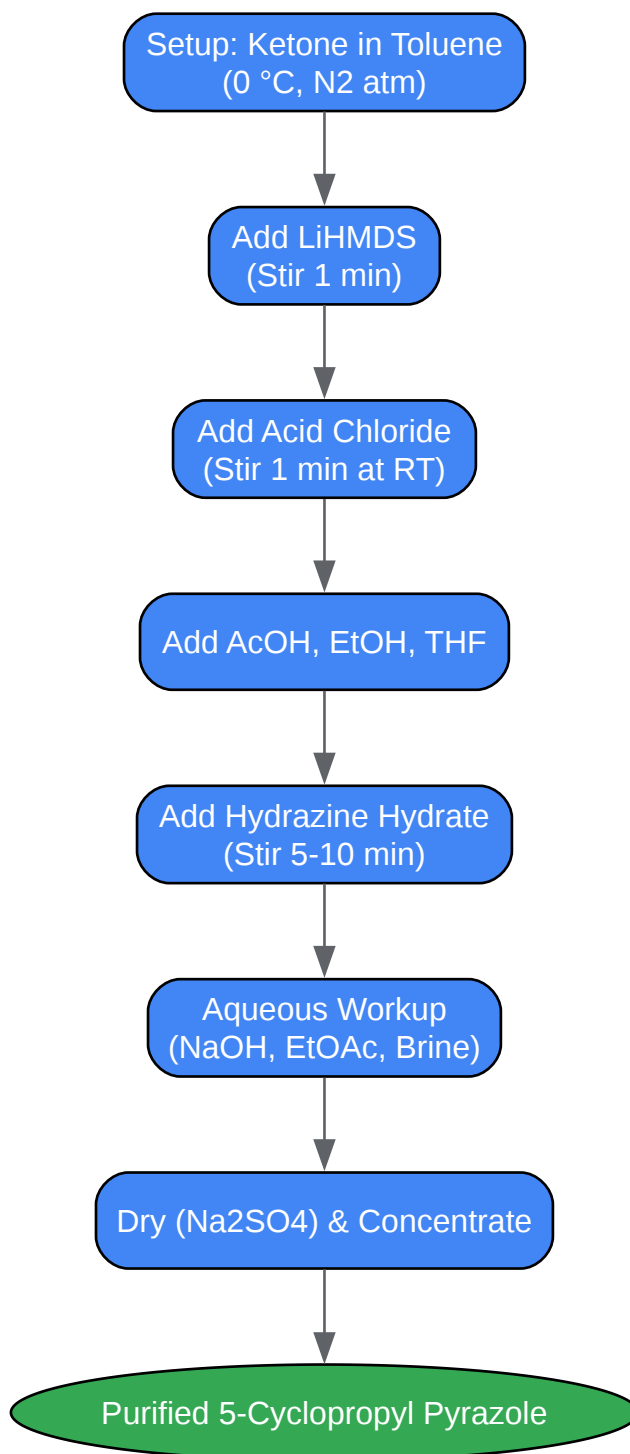 Setup: Ketone in Toluene
(0 °C, N2 atm)
Add LiHMDS
(Stir 1 min)
Add Acid Chloride
(Stir 1 min at RT)
Add AcOH, EtOH, THF
Add Hydrazine Hydrate
(Stir 5-10 min)
Aqueous Workup
(NaOH, EtOAc, Brine)
Dry (Na2SO4) & Concentrate
Purified 5-Cyclopropyl Pyrazole